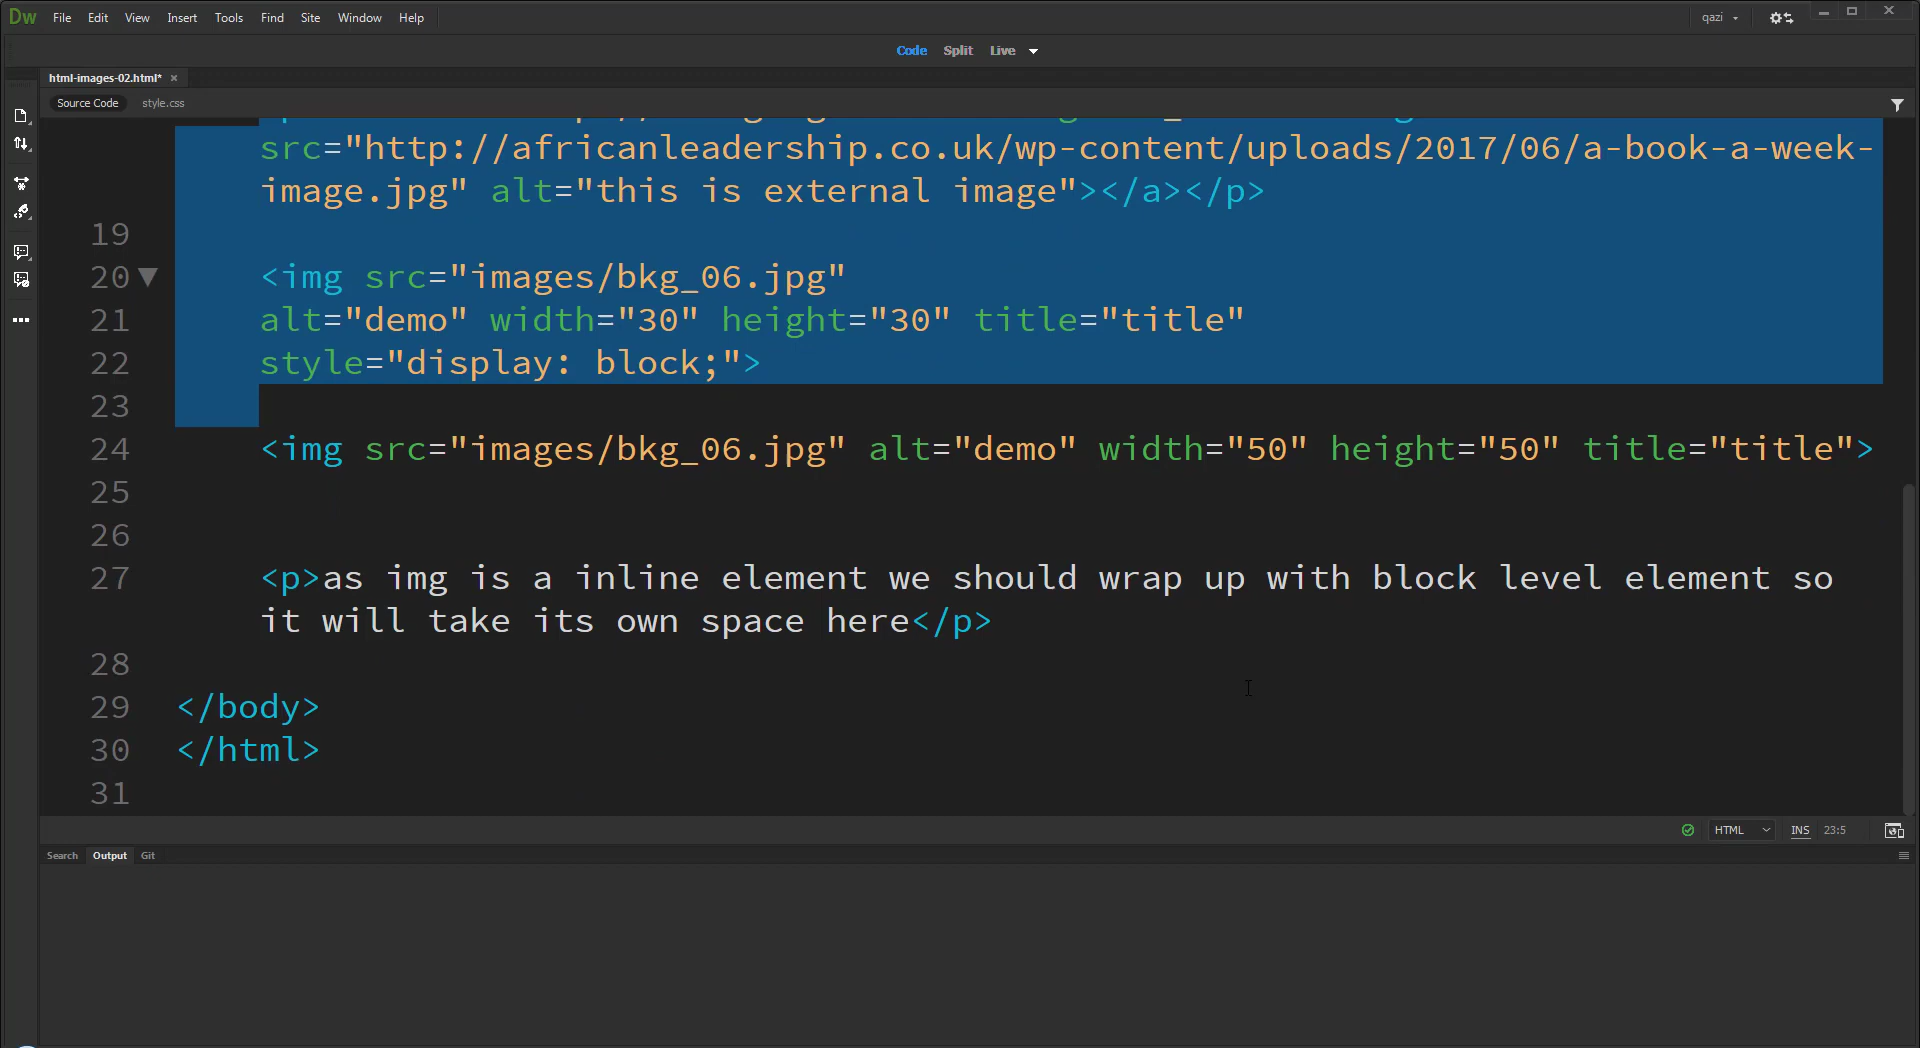 Dw File Edit View Insert Tools Find Site Window Help qazi
Code Split Live
html-images-02.html* ×
Source Code style.css
src="http://africanleadership.co.uk/wp-content/uploads/2017/06/a-book-a-week-
image.jpg" alt="this is external image"></a></p>
19
20 <img src="images/bkg_06.jpg"
21 alt="demo" width="30" height="30" title="title"
22 style="display: block;">
23
24 <img src="images/bkg_06.jpg" alt="demo" width="50" height="50" title="title">
25
26
27 <p>as img is a inline element we should wrap up with block level element so
it will take its own space here</p>
28
29 </body>
30 </html>
31
HTML INS 23:5
Search Output Git